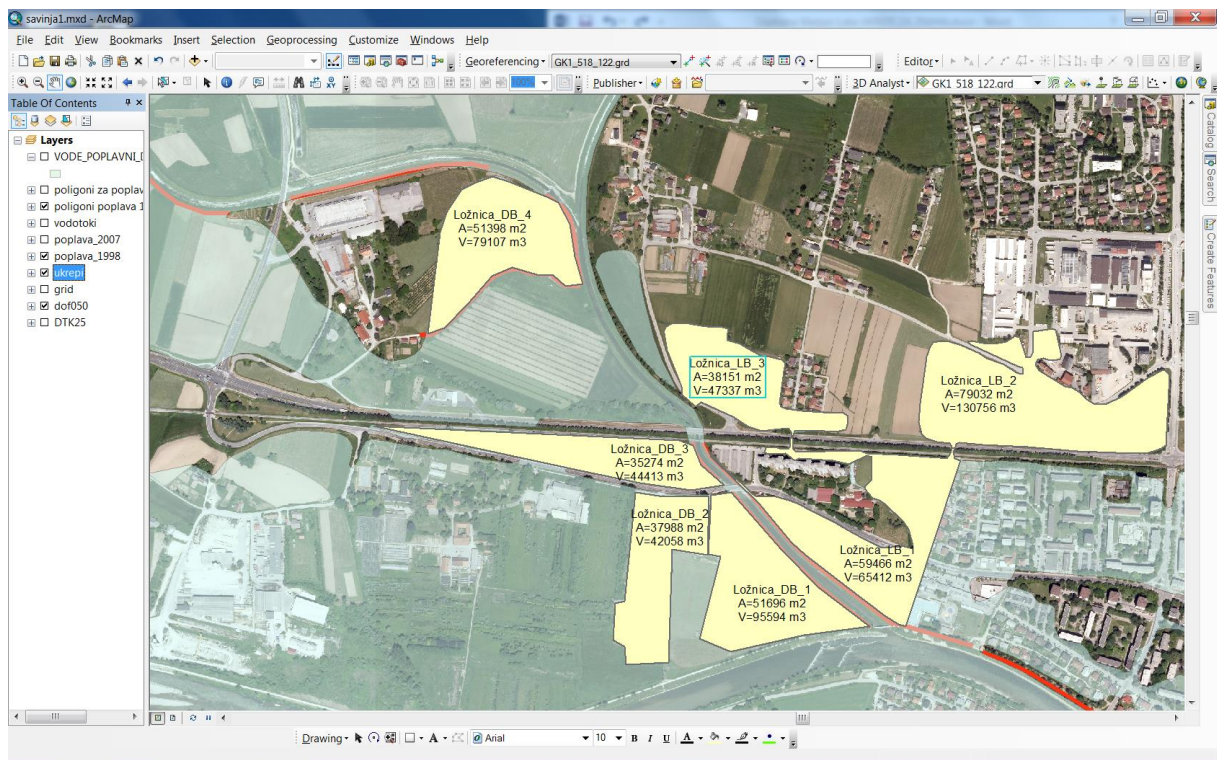 savinja1.mxd - ArcMap
File Edit View Bookmarks Insert Selection Geoprocessing Customize Windows Help
Georeferencing GK1_518_122.grd Editor
100% Publisher 3D Analyst GK1_518_122.grd
Table Of Contents
Layers
VODE_POPLAVNI_
poligoni za poplav
poligoni poplava 1
vodotoki
poplava_2007
poplava_1998
ukrepi
grid
dof050
DTK25
Catalog
Search
Create Features
Ložnica_DB_4
A=51398 m2
V=79107 m3
Ložnica_LB_3
A=38151 m2
V=47337 m3
Ložnica_LB_2
A=79032 m2
V=130756 m3
Ložnica_DB_3
A=35274 m2
V=44413 m3
Ložnica_DB_2
A=37988 m2
V=42058 m3
Ložnica_LB_1
A=59466 m2
V=65412 m3
Ložnica_DB_1
A=51696 m2
V=95594 m3
Drawing A Arial 10 B I U A